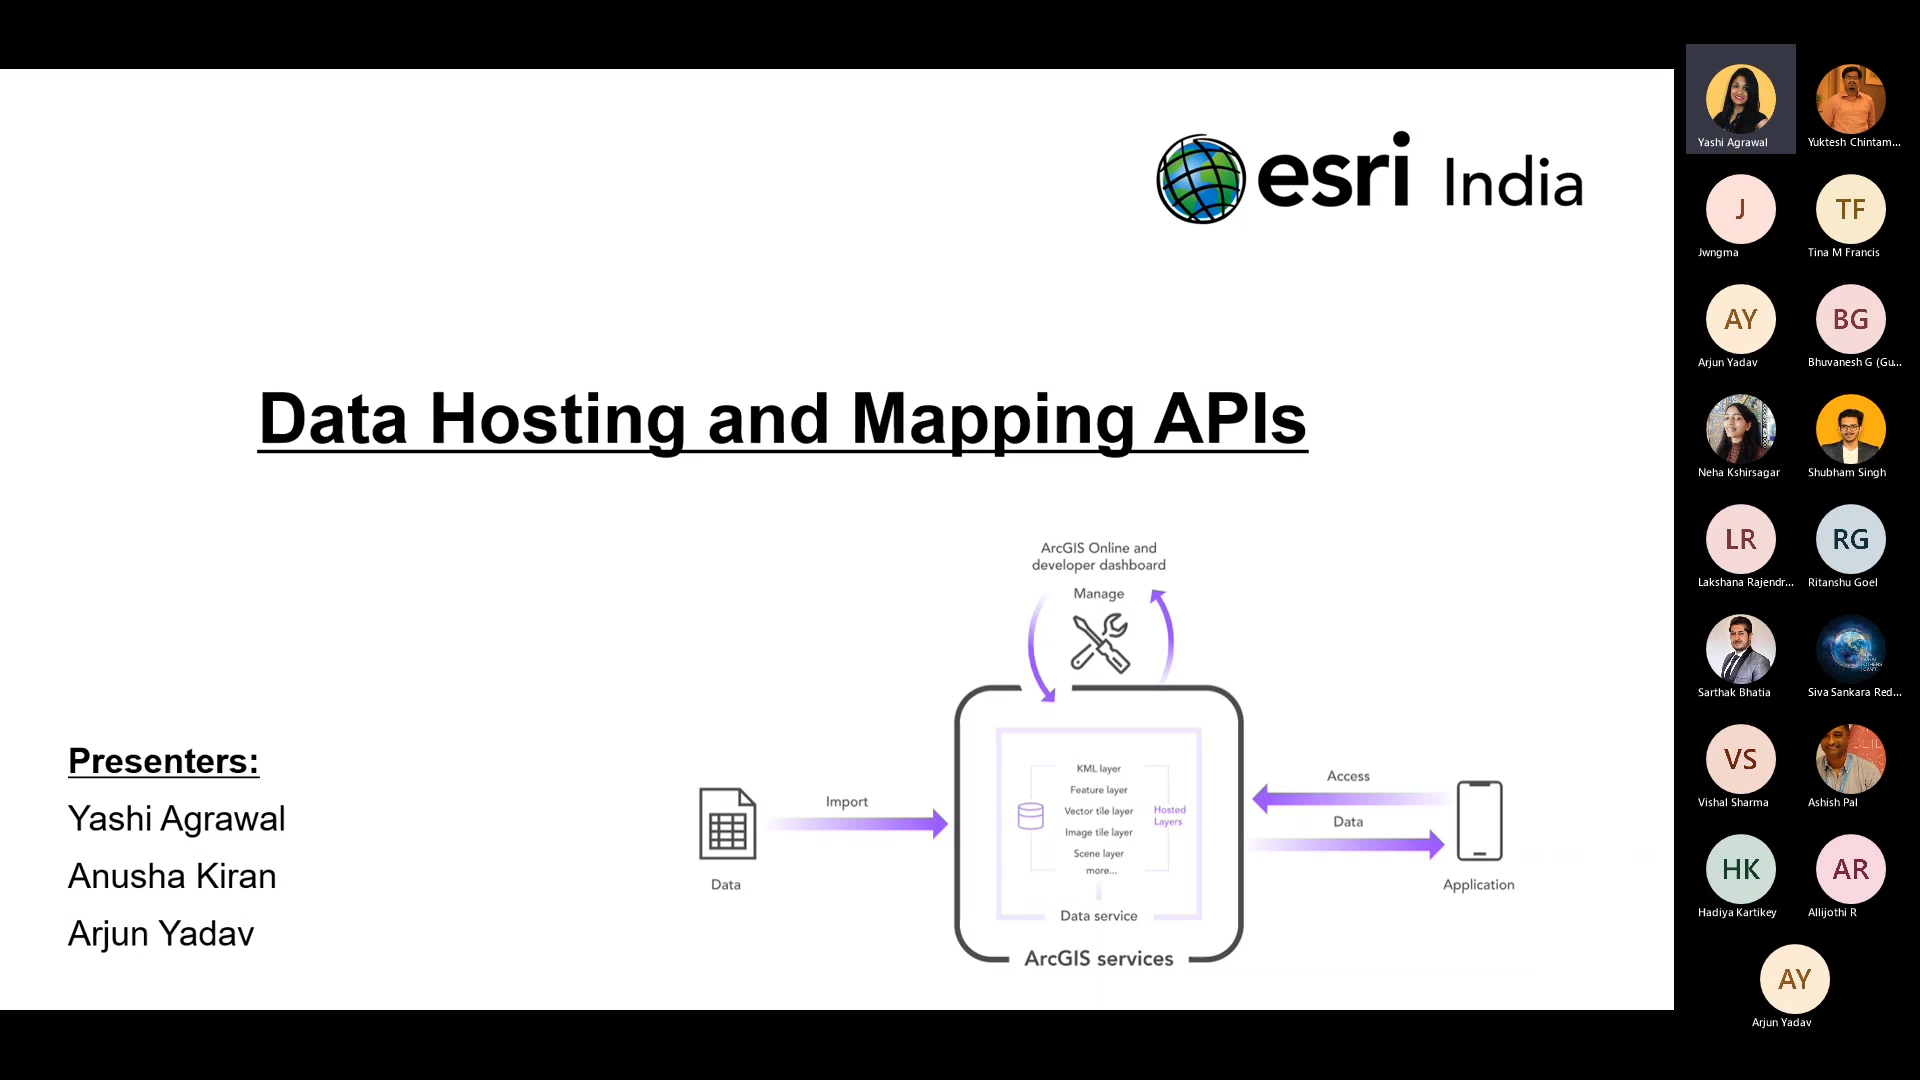 esri India
Data Hosting and Mapping APIs
ArcGIS Online and
developer dashboard
Manage
Import
Data
KML layer
Feature layer
Vector tile layer
Image tile layer
Scene layer
more...
Hosted
Layers
Data service
ArcGIS services
Access
Data
Application
Presenters:
Yashi Agrawal
Anusha Kiran
Arjun Yadav
Yashi Agrawal
Yuktesh Chintam...
J
Jwngma
TF
Tina M Francis
AY
Arjun Yadav
BG
Bhuvanesh G (Gu...
Neha Kshirsagar
Shubham Singh
LR
Lakshana Rajendr...
RG
Ritanshu Goel
Sarthak Bhatia
Siva Sankara Red...
VS
Vishal Sharma
Ashish Pal
HK
Hadiya Kartikey
AR
Allijothi R
AY
Arjun Yadav